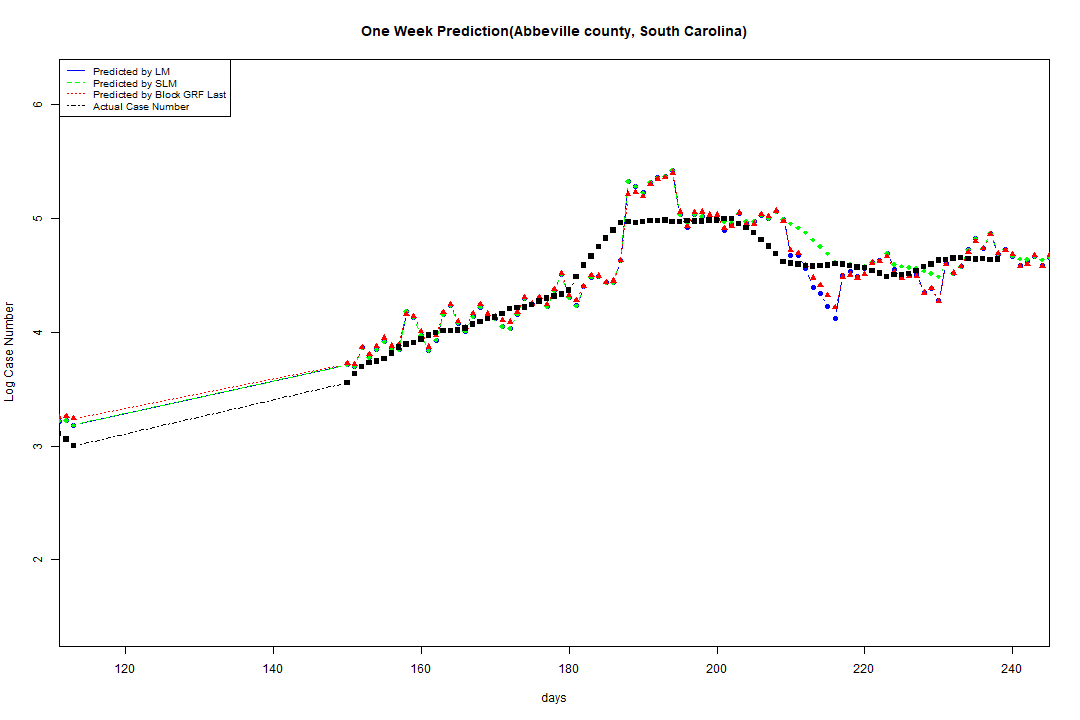 One Week Prediction(Abbeville county, South Carolina)
Predicted by LM
Predicted by SLM
Predicted by Block GRF Last
Actual Case Number
6
5
4
3
2
Log Case Number
120 140 160 180 200 220 240
days